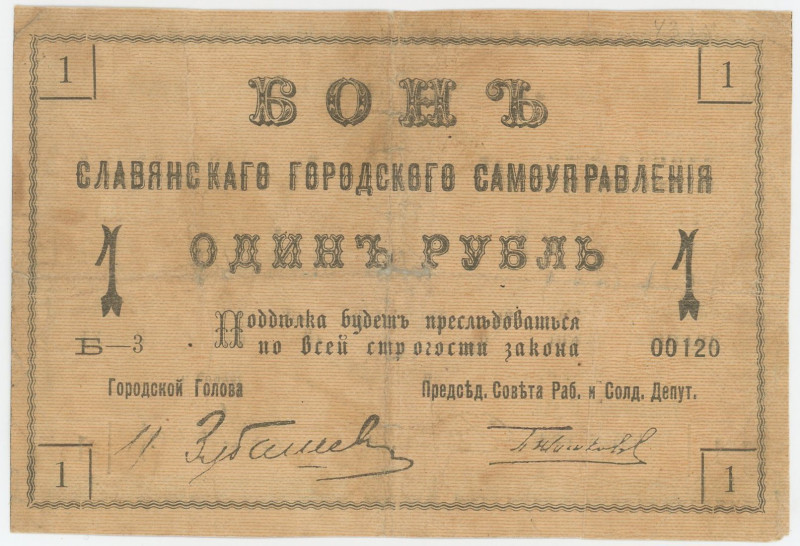 1 1
БОНЪ
СЛАВЯНСКАГО ГОРОДСКОГО САМОУПРАВЛЕНІЯ
1 ОДИНЪ РУБЛЬ 1
Поддѣлка будетъ преслѣдоваться
Б—3 . по всей строгости закона 00120
Городской Голова Предсѣд. Совѣта Раб. и Солд. Депут.
1 1